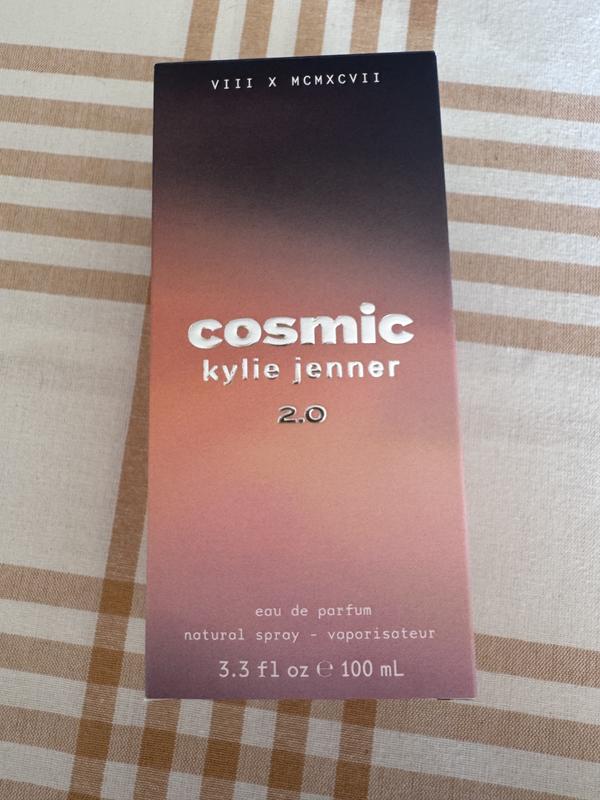 VIII X MCMXCVII
cosmic
kylie jenner
2.0
eau de parfum
natural spray - vaporisateur
3.3 fl oz ℮ 100 mL